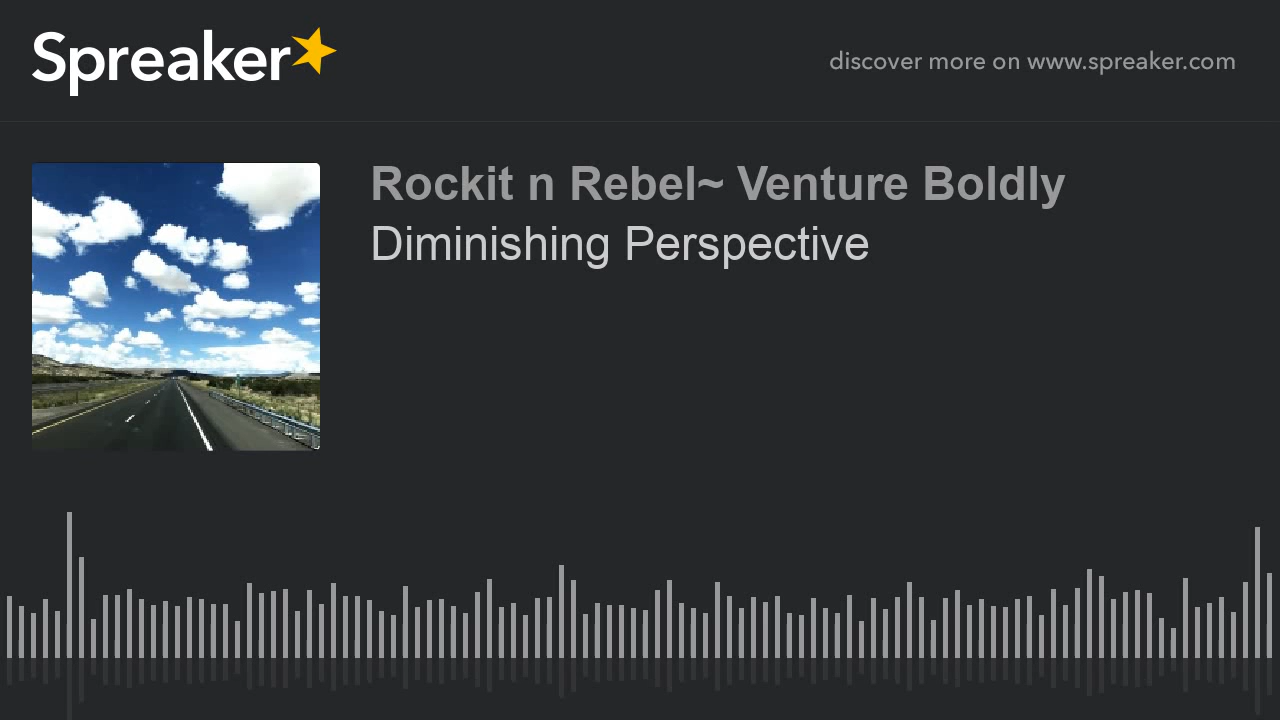 Spreaker
discover more on www.spreaker.com
Rockit n Rebel~ Venture Boldly
Diminishing Perspective